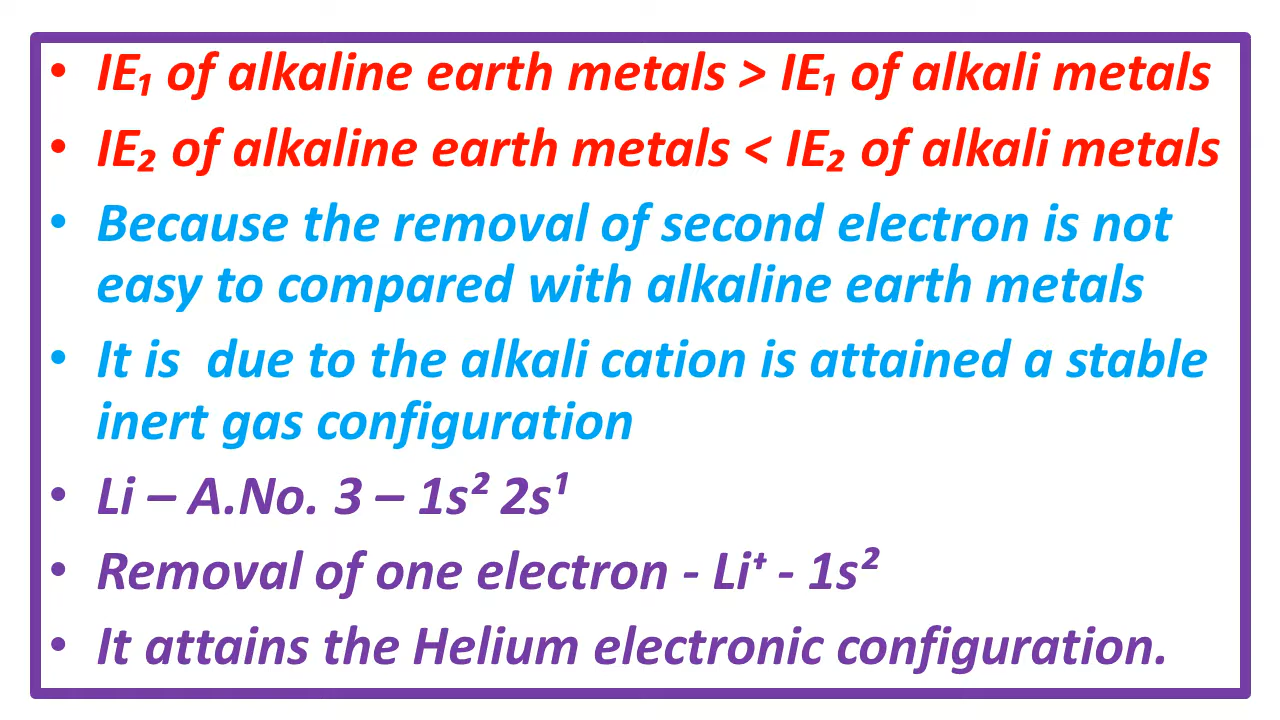 • IE₁ of alkaline earth metals > IE₁ of alkali metals
• IE₂ of alkaline earth metals < IE₂ of alkali metals
• Because the removal of second electron is not
easy to compared with alkaline earth metals
• It is  due to the alkali cation is attained a stable
inert gas configuration
• Li – A.No. 3 – 1s² 2s¹
• Removal of one electron - Li⁺ - 1s²
• It attains the Helium electronic configuration.